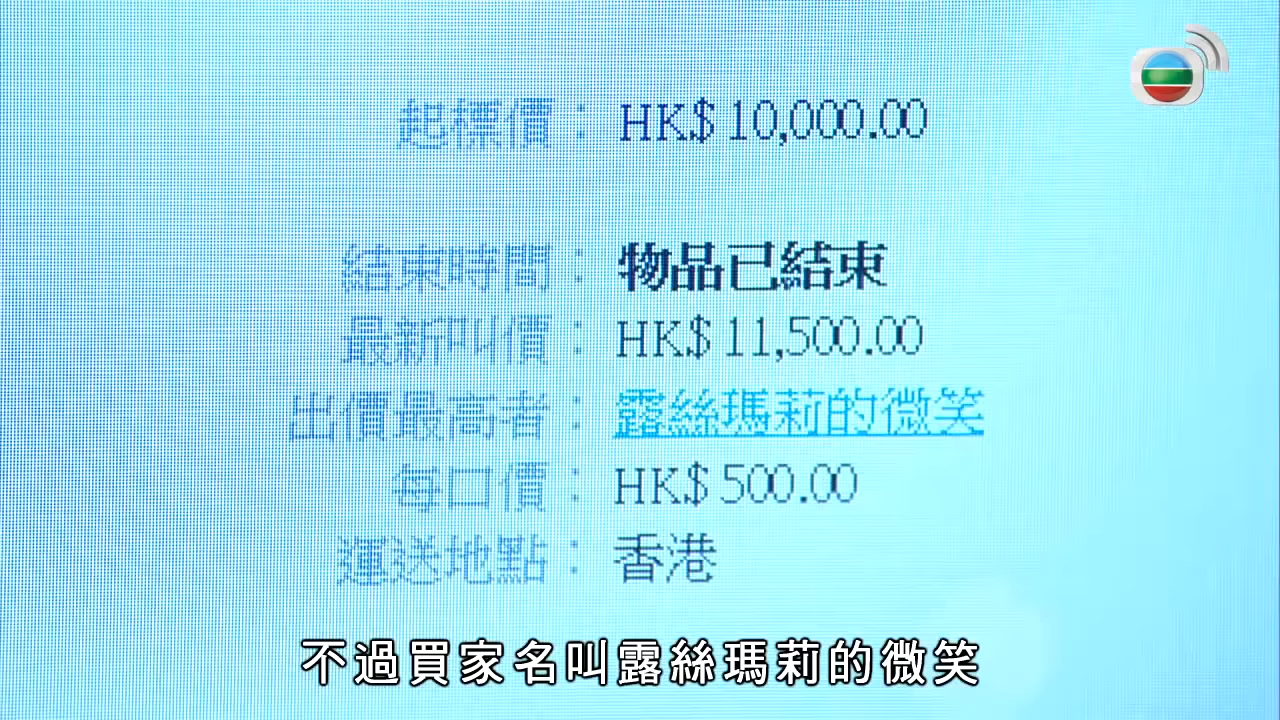 起標價： HK$ 10,000.00
結束時間： 物品已結束
最新叫價： HK$ 11,500.00
出價最高者： 露絲瑪莉的微笑
每口價： HK$ 500.00
運送地點： 香港
不過買家名叫露絲瑪莉的微笑